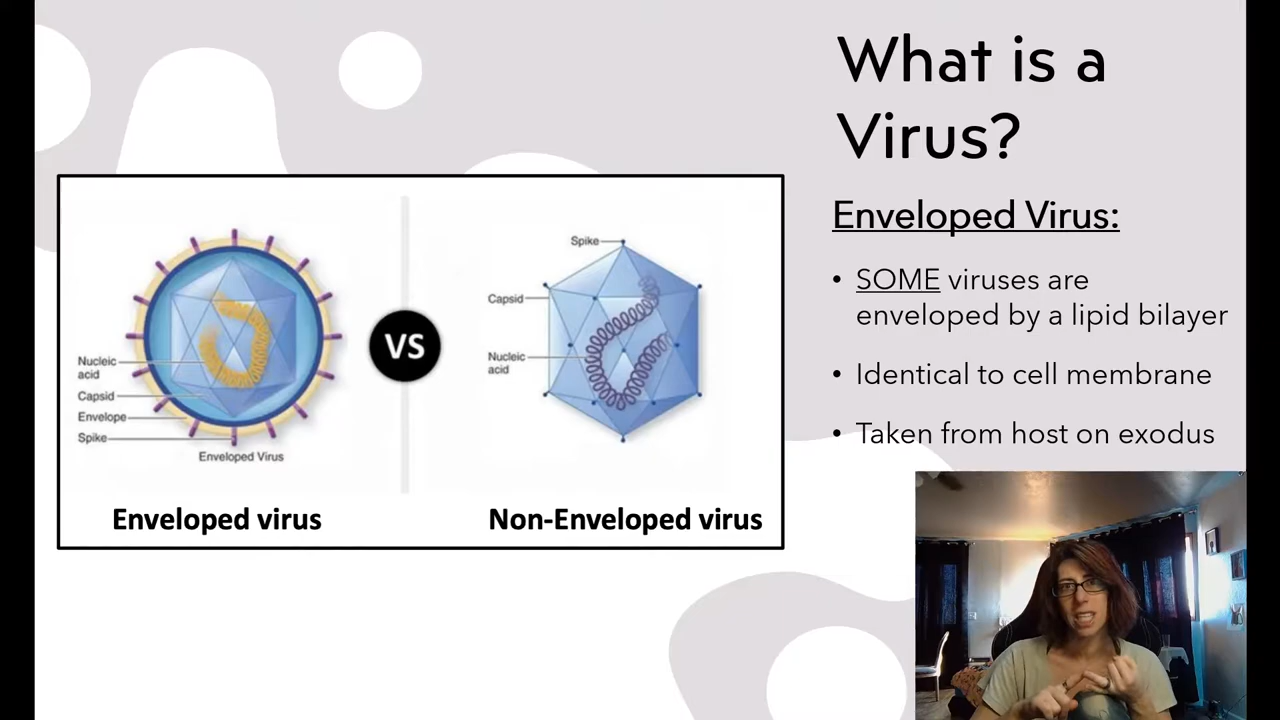 What is a
Virus?
Enveloped Virus:
• SOME viruses are
enveloped by a lipid bilayer
• Identical to cell membrane
• Taken from host on exodus
Nucleic
acid
Capsid
Envelope
Spike
Enveloped Virus
Enveloped virus
VS
Spike
Capsid
Nucleic
acid
Non-Enveloped virus